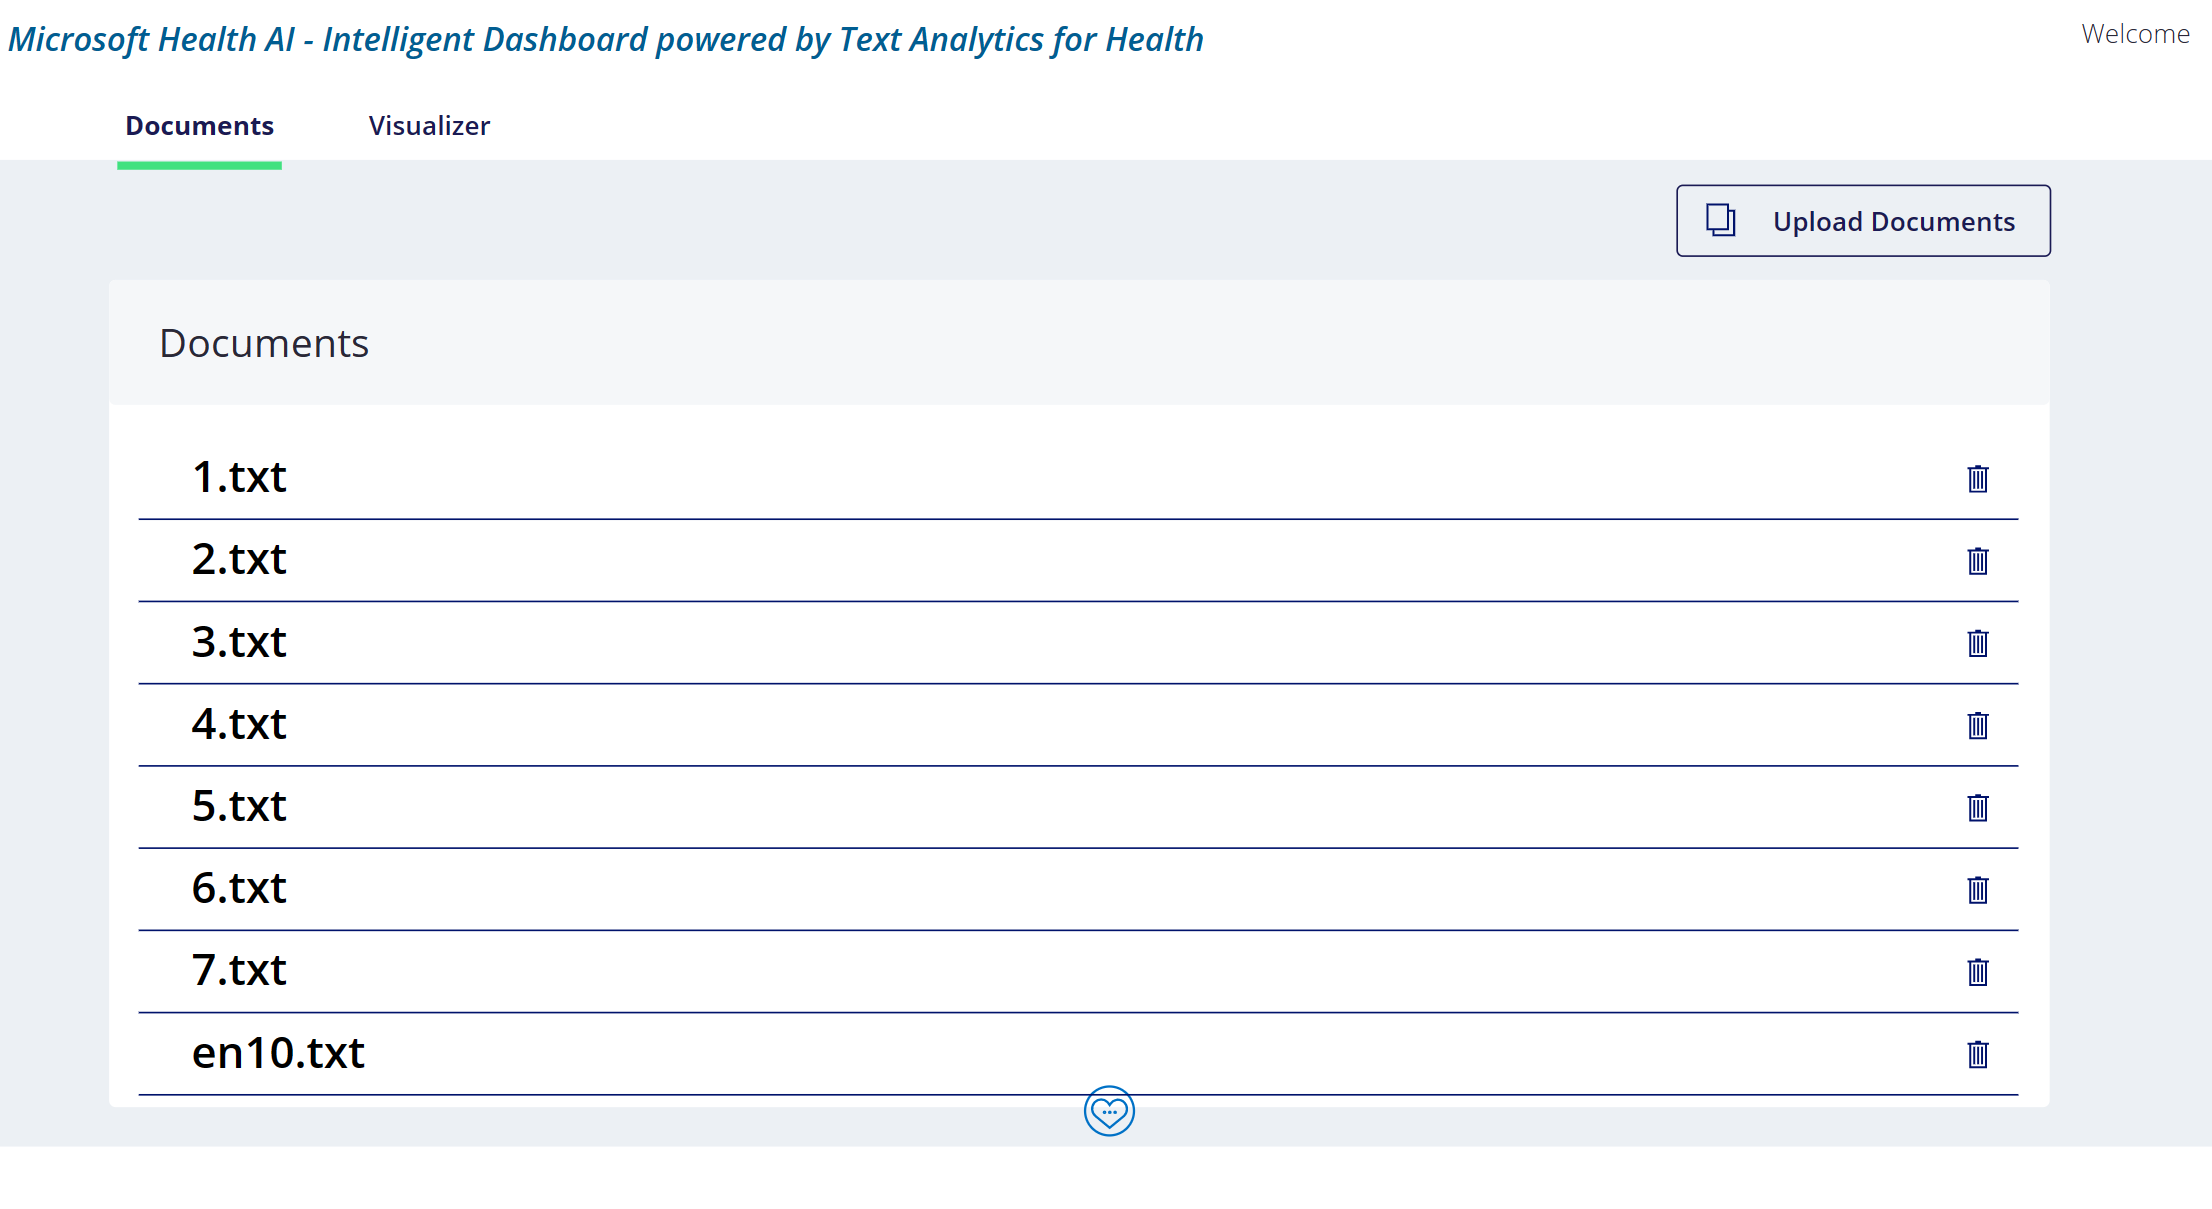 Microsoft Health AI - Intelligent Dashboard powered by Text Analytics for Health
Welcome
Documents
Visualizer
Upload Documents
Documents
1.txt
2.txt
3.txt
4.txt
5.txt
6.txt
7.txt
en10.txt